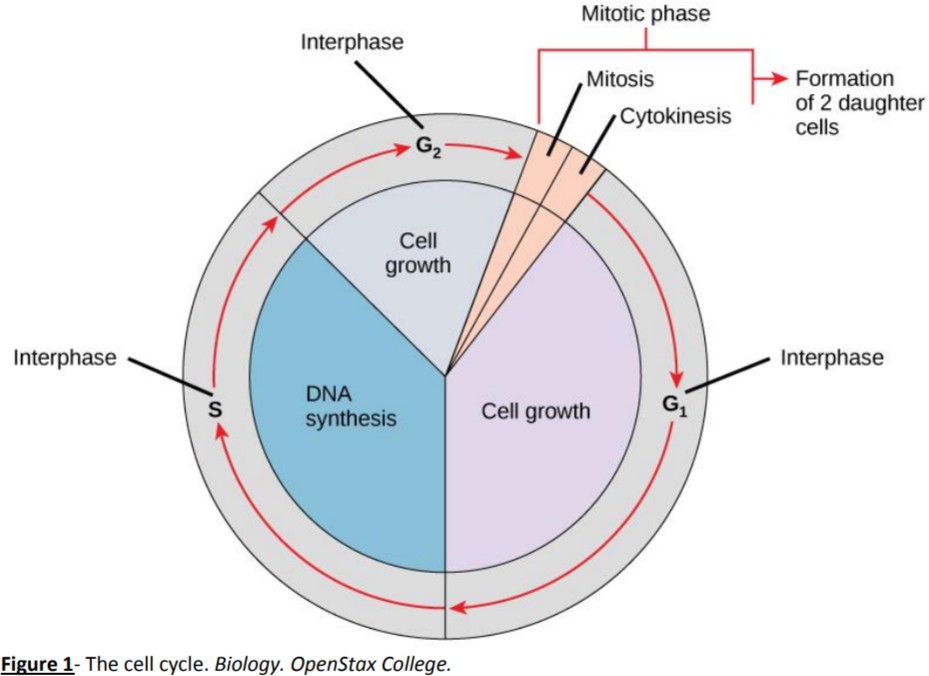 Mitotic phase
Interphase
Mitosis
Formation
of 2 daughter
cells
Cytokinesis
G₂
Cell
growth
Interphase
Interphase
DNA
synthesis
S
Cell growth
G₁
Figure 1- The cell cycle. Biology. OpenStax College.